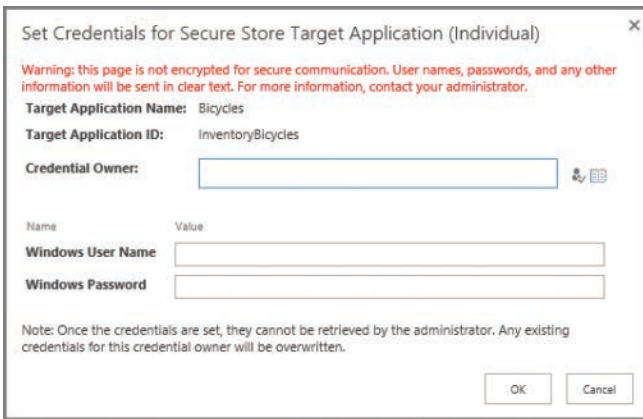 Set Credentials for Secure Store Target Application (Individual)
Warning: this page is not encrypted for secure communication. User names, passwords, and any other
information will be sent in clear text. For more information, contact your administrator.
Target Application Name: Bicycles
Target Application ID: InventoryBicycles
Credential Owner:
Name Value
Windows User Name
Windows Password
Note: Once the credentials are set, they cannot be retrieved by the administrator. Any existing
credentials for this credential owner will be overwritten.
OK Cancel